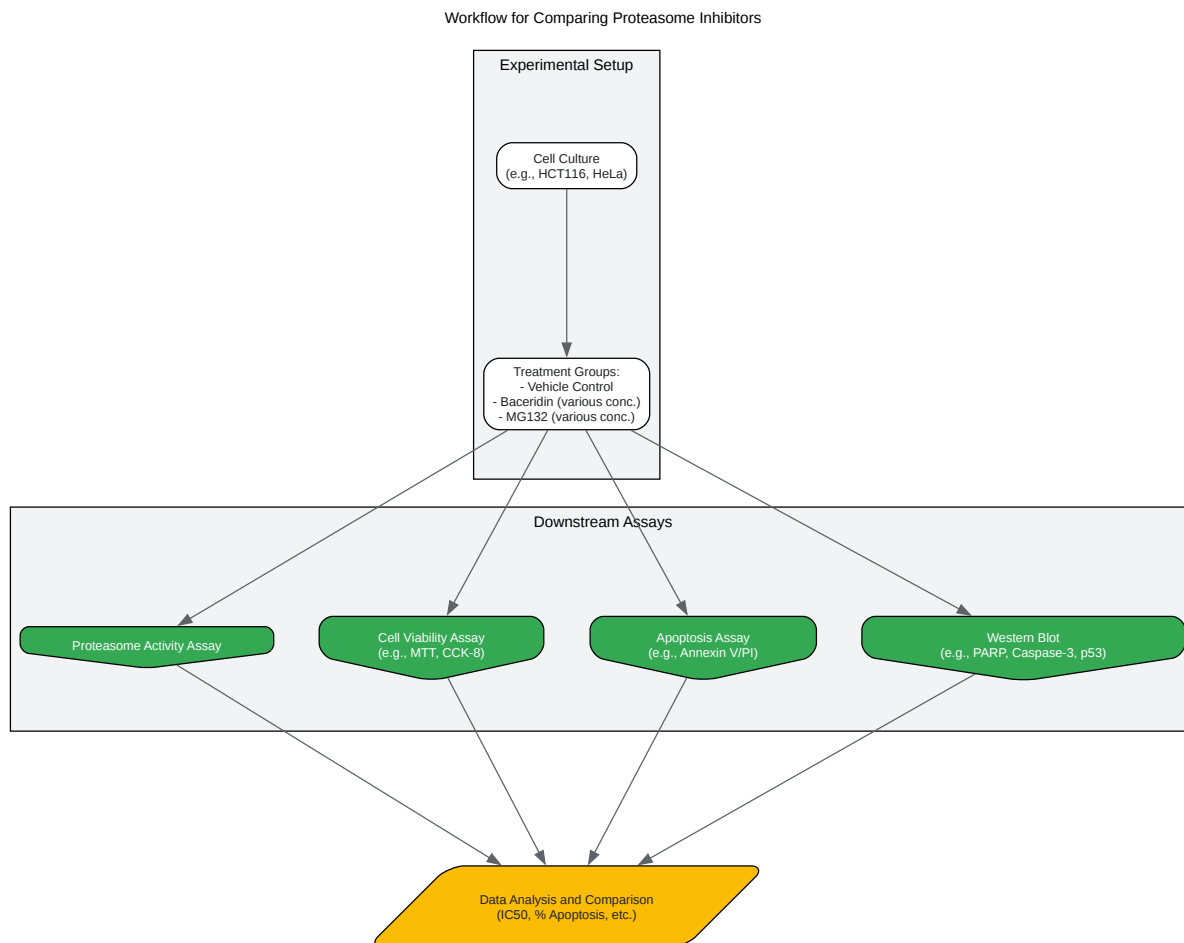 Workflow for Comparing Proteasome Inhibitors
Experimental Setup
Cell Culture
(e.g., HCT116, HeLa)
Treatment Groups:
- Vehicle Control
- Baceridin (various conc.)
- MG132 (various conc.)
Downstream Assays
Proteasome Activity Assay
Cell Viability Assay
(e.g., MTT, CCK-8)
Apoptosis Assay
(e.g., Annexin V/PI)
Western Blot
(e.g., PARP, Caspase-3, p53)
Data Analysis and Comparison
(IC50, % Apoptosis, etc.)